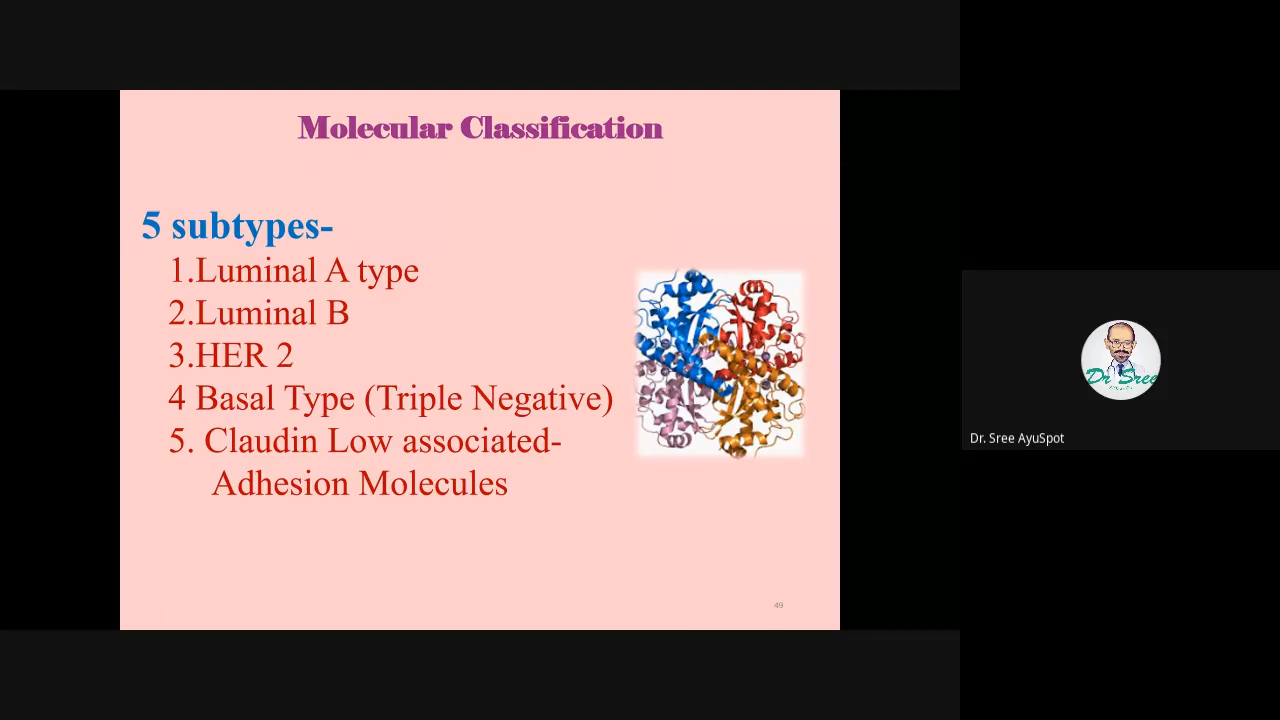 Molecular Classification
5 subtypes-
1.Luminal A type
2.Luminal B
3.HER 2
4 Basal Type (Triple Negative)
5. Claudin Low associated-
Adhesion Molecules
49
Dr Sree
Dr. Sree AyuSpot